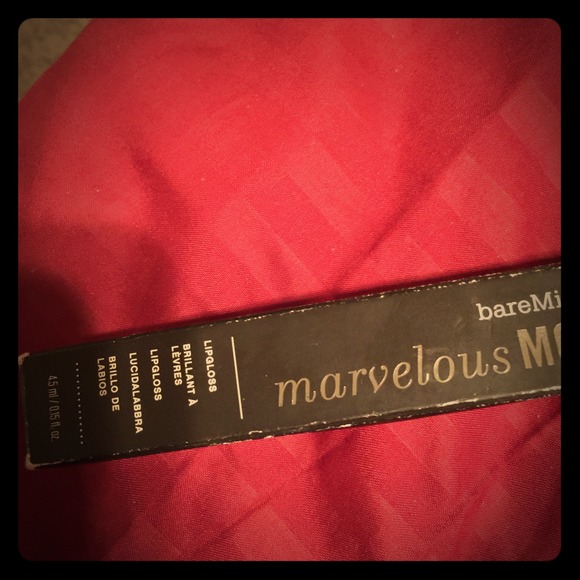 bareMi
marvelous MO
LIPGLOSS
BRILLANT À
LÈVRES
LIPGLOSS
LUCIDALABBRA
BRILLO DE
LABIOS
4.5 ml / 0.15 fl. oz.